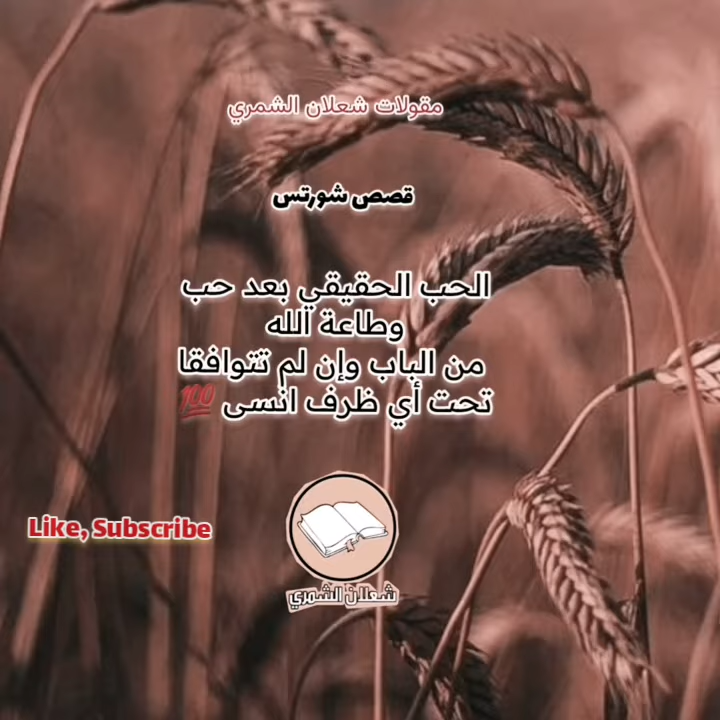 مقولات شعلان الشمري
قصص شورتس
الحب الحقيقي بعد حب
وطاعة الله
من الباب وإن لم تتوافقا
تحت أي ظرف انسى 💯
Like, Subscribe
شعلان الشمري